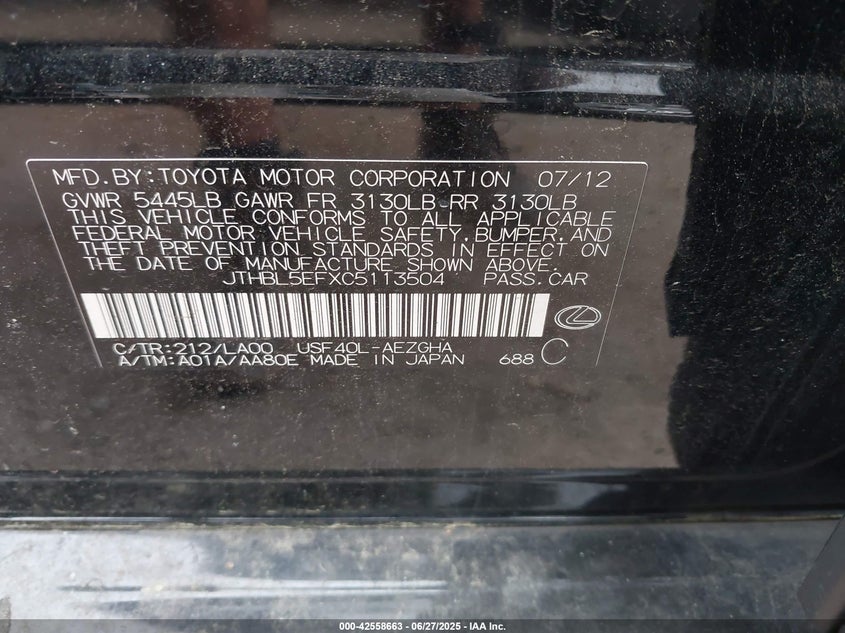 MFD.BY:TOYOTA MOTOR CORPORATION 07/12
GVWR 5445LB GAWR FR 3130LB RR 3130LB
THIS VEHICLE CONFORMS TO ALL APPLICABLE
FEDERAL MOTOR VEHICLE SAFETY,BUMPER,AND
THEFT PREVENTION STANDARDS IN EFFECT ON
THE DATE OF MANUFACTURE SHOWN ABOVE.
JTHBL5EFXC5113504 PASS.CAR
C/TR:212/LA00 USF40L-AEZGHA
A/TM:A01A/AA80E MADE IN JAPAN 688 C
000-42558663 - 06/27/2025 - IAA Inc.